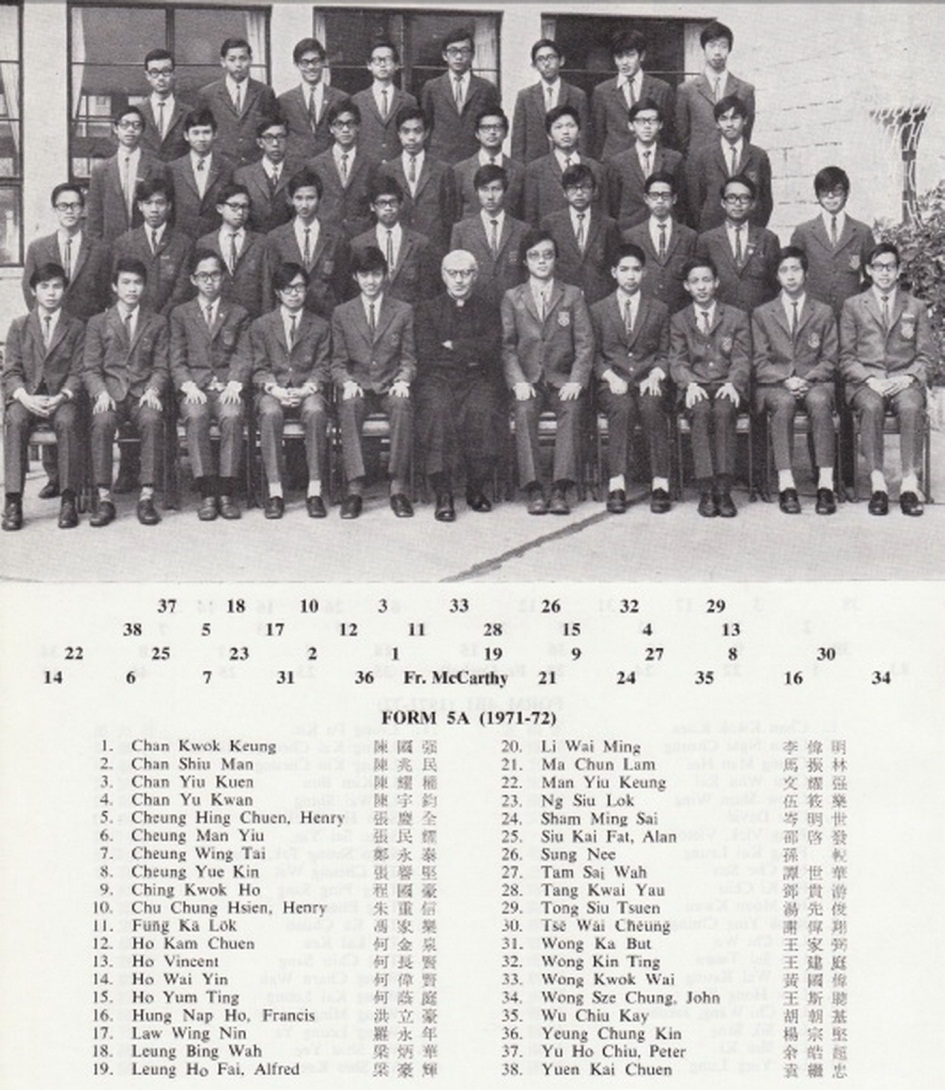 37 18 10 3 33 26 32 29
38 5 17 12 11 28 15 4 13
22 25 23 2 1 19 9 27 8 30
14 6 7 31 36 Fr. McCarthy 21 24 35 16 34
FORM 5A (1971-72)
1. Chan Kwok Keung 陳國强
2. Chan Shiu Man 陳兆民
3. Chan Yiu Kuen 陳耀
4. Chan Yu Kwan 陳宇鈞
5. Cheung Hing Chuen, Henry 張慶全
6. Cheung Man Yiu 張民耀
7. Cheung Wing Tai 鄭永泰
8. Cheung Yue Kin 張堅
9. Ching Kwok Ho 程國豪
10. Chu Chung Hsien, Henry 朱重信
11. Fung Ka Lok 馮家樂
12. Ho Kam Chuen 何金泉
13. Ho Vincent 何長賢
14. Ho Wai Yin 何偉賢
15. Ho Yum Ting 何蔭庭
16. Hung Nap Ho, Francis 洪立豪
17. Law Wing Nin 羅永年
18. Leung Bing Wah 梁炳華
19. Leung Ho Fai, Alfred 梁豪輝
20. Li Wai Ming 李偉明
21. Ma Chun Lam 馬振林
22. Man Yiu Keung 文耀强
23. Ng Siu Lok 伍樂
24. Sham Ming Sai 岑明世
25. Siu Kai Fat, Alan 邵啓發
26. Sung Nee 孫
27. Tam Sai Wah 譚世華
28. Tang Kwai Yau 鄧貴游
29. Tong Siu Tsuen 湯先俊
30. Tse Wai Cheung 謝偉翔
31. Wong Ka But 王家弼
32. Wong Kin Ting 王建庭
33. Wong Kwok Wai 黃國偉
34. Wong Sze Chung, John 王斯聰
35. Wu Chiu Kay 胡朝基
36. Yeung Chung Kin 楊宗堅
37. Yu Ho Chiu, Peter 余皓超
38. Yuen Kai Chuen 袁繼忠